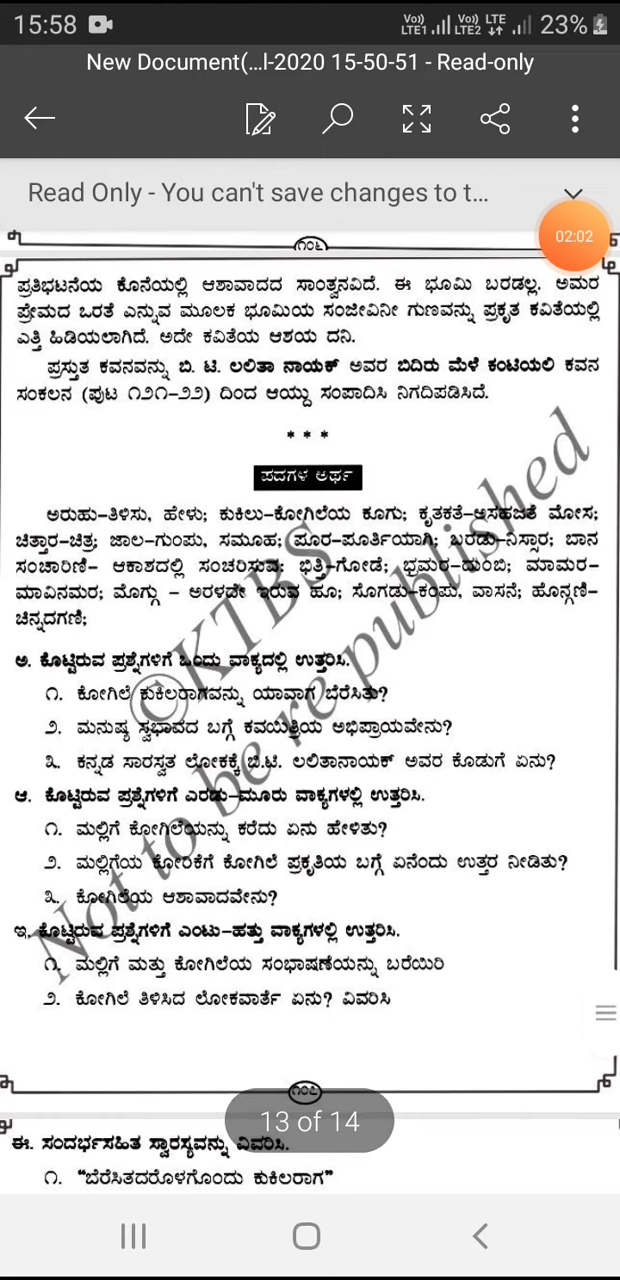 15:58 Vo) LTE1 Vo) LTE LTE2 23%
New Document(...l-2020 15-50-51 - Read-only
Read Only - You can't save changes to t...
02:02
೧೦೬
ಪ್ರತಿಭಟನೆಯ ಕೊನೆಯಲ್ಲಿ ಆಶಾವಾದದ ಸಾಂತ್ವನವಿದೆ. ಈ ಭೂಮಿ ಬರಡಲ್ಲ. ಅಮರ
ಪ್ರೇಮದ ಒರತೆ ಎನ್ನುವ ಮೂಲಕ ಭೂಮಿಯ ಸಂಜೀವಿನೀ ಗುಣವನ್ನು ಪ್ರಕೃತ ಕವಿತೆಯಲ್ಲಿ
ಎತ್ತಿ ಹಿಡಿಯಲಾಗಿದೆ. ಅದೇ ಕವಿತೆಯ ಆಶಯ ದನಿ.
ಪ್ರಸ್ತುತ ಕವನವನ್ನು ಬಿ. ಟಿ. ಲಲಿತಾ ನಾಯಕ್ ಅವರ ಬಿದಿರು ಮೆಳೆ ಕಂಟಿಯಲಿ ಕವನ
ಸಂಕಲನ (ಪುಟ ೧೨೧-೨೨) ದಿಂದ ಆಯ್ದು ಸಂಪಾದಿಸಿ ನಿಗದಿಪಡಿಸಿದೆ.
* * *
ಪದಗಳ ಅರ್ಥ
ಅರುಹು-ತಿಳಿಸು, ಹೇಳು; ಕುಕಿಲು-ಕೋಗಿಲೆಯ ಕೂಗು; ಕೃತಕತೆ-ಅಸಹಜತೆ ಮೋಸ;
ಚಿತ್ತಾರ-ಚಿತ್ರ; ಜಾಲ-ಗುಂಪು, ಸಮೂಹ; ಪೂರ-ಪೂರ್ತಿಯಾಗಿ; ಬರಡು-ನಿಸ್ಸಾರ; ಬಾನ
ಸಂಚಾರಿಣಿ- ಆಕಾಶದಲ್ಲಿ ಸಂಚರಿಸುವ; ಭಿತ್ತಿ-ಗೋಡೆ; ಭ್ರಮರ-ದುಂಬಿ; ಮಾಮರ-
ಮಾವಿನಮರ; ಮೊಗ್ಗು - ಅರಳದೇ ಇರುವ ಹೂ; ಸೊಗಡು-ಕಂಪು, ವಾಸನೆ; ಹೊನ್ಗಣಿ-
ಚಿನ್ನದಗಣಿ;
ಅ. ಕೊಟ್ಟಿರುವ ಪ್ರಶ್ನೆಗಳಿಗೆ ಒಂದು ವಾಕ್ಯದಲ್ಲಿ ಉತ್ತರಿಸಿ.
೧. ಕೋಗಿಲೆ ಕುಕಿಲರಾಗವನ್ನು ಯಾವಾಗ ಬೆರೆಸಿತು?
೨. ಮನುಷ್ಯ ಸ್ವಭಾವದ ಬಗ್ಗೆ ಕವಯಿತ್ರಿಯ ಅಭಿಪ್ರಾಯವೇನು?
೩. ಕನ್ನಡ ಸಾರಸ್ವತ ಲೋಕಕ್ಕೆ ಬಿ.ಟಿ. ಲಲಿತಾನಾಯಕ್ ಅವರ ಕೊಡುಗೆ ಏನು?
ಆ. ಕೊಟ್ಟಿರುವ ಪ್ರಶ್ನೆಗಳಿಗೆ ಎರಡು-ಮೂರು ವಾಕ್ಯಗಳಲ್ಲಿ ಉತ್ತರಿಸಿ.
೧. ಮಲ್ಲಿಗೆ ಕೋಗಿಲೆಯನ್ನು ಕರೆದು ಏನು ಹೇಳಿತು?
೨. ಮಲ್ಲಿಗೆಯ ಕೋರಿಕೆಗೆ ಕೋಗಿಲೆ ಪ್ರಕೃತಿಯ ಬಗ್ಗೆ ಏನೆಂದು ಉತ್ತರ ನೀಡಿತು?
೩. ಕೋಗಿಲೆಯ ಆಶಾವಾದವೇನು?
ಇ. ಕೊಟ್ಟಿರುವ ಪ್ರಶ್ನೆಗಳಿಗೆ ಎಂಟು-ಹತ್ತು ವಾಕ್ಯಗಳಲ್ಲಿ ಉತ್ತರಿಸಿ.
೧. ಮಲ್ಲಿಗೆ ಮತ್ತು ಕೋಗಿಲೆಯ ಸಂಭಾಷಣೆಯನ್ನು ಬರೆಯಿರಿ
೨. ಕೋಗಿಲೆ ತಿಳಿಸಿದ ಲೋಕವಾರ್ತೆ ಏನು? ವಿವರಿಸಿ
©KTBS
Not to be re published
13 of 14
ಈ. ಸಂದರ್ಭಸಹಿತ ಸ್ವಾರಸ್ಯವನ್ನು ವಿವರಿಸಿ.
೧. "ಬೆರೆಸಿತದರೊಳಗೊಂದು ಕುಕಿಲರಾಗ"